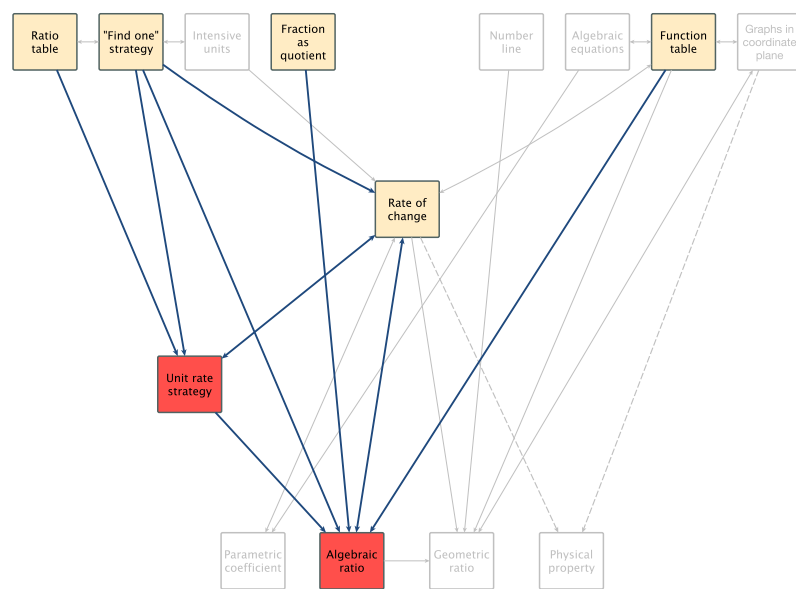 Ratio
table
"Find one"
strategy
Intensive
units
Fraction
as
quotient
Number
line
Algebraic
equations
Function
table
Graphs in
coordinate
plane
Rate of
change
Unit rate
strategy
Parametric
coefficient
Algebraic
ratio
Geometric
ratio
Physical
property